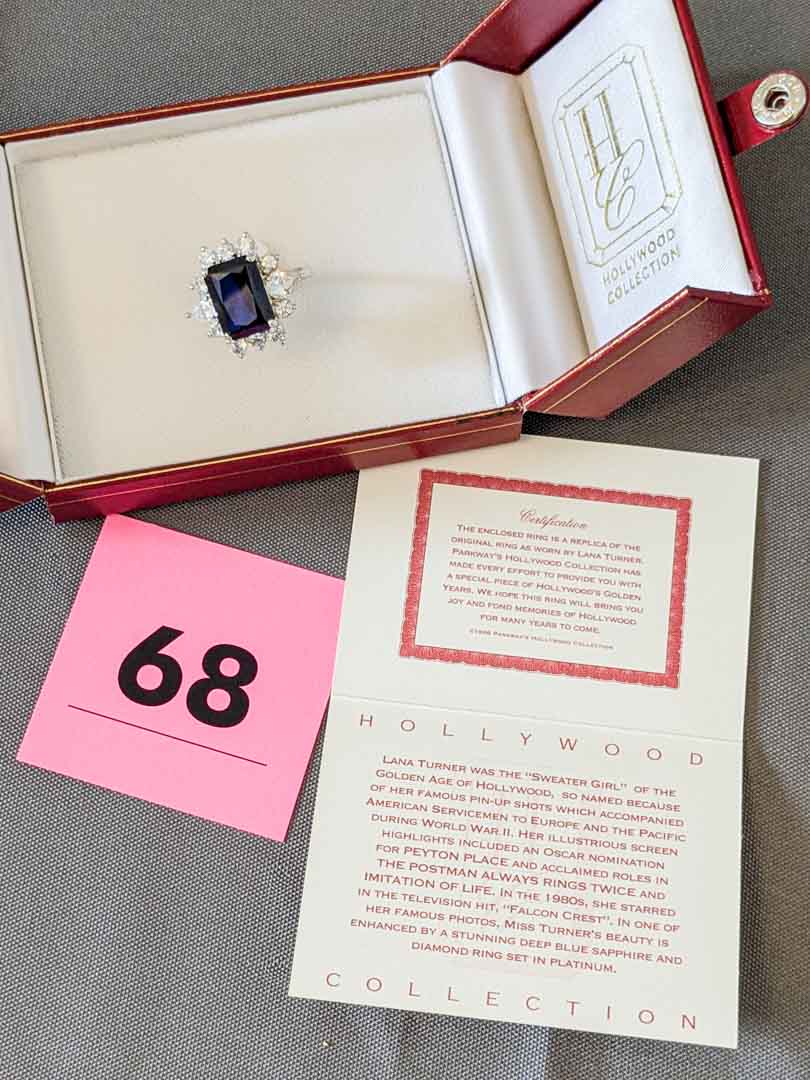 HC
HOLLYWOOD
COLLECTION
68
Certification
THE ENCLOSED RING IS A REPLICA OF THE
ORIGINAL RING AS WORN BY LANA TURNER.
PARKWAY'S HOLLYWOOD COLLECTION HAS
MADE EVERY EFFORT TO PROVIDE YOU WITH
A SPECIAL PIECE OF HOLLYWOOD'S GOLDEN
YEARS. WE HOPE THIS RING WILL BRING YOU
JOY AND FOND MEMORIES OF HOLLYWOOD
FOR MANY YEARS TO COME.
PARKWAY'S HOLLYWOOD COLLECTION
HOLLYWOOD
LANA TURNER WAS THE "SWEATER GIRL" OF THE
GOLDEN AGE OF HOLLYWOOD, SO NAMED BECAUSE
OF HER FAMOUS PIN-UP SHOTS WHICH ACCOMPANIED
AMERICAN SERVICEMEN TO EUROPE AND THE PACIFIC
DURING WORLD WAR II. HER ILLUSTRIOUS SCREEN
HIGHLIGHTS INCLUDED AN OSCAR NOMINATION
FOR PEYTON PLACE AND ACCLAIMED ROLES IN
THE POSTMAN ALWAYS RINGS TWICE AND
IMITATION OF LIFE. IN THE 1980s, SHE STARRED
IN THE TELEVISION HIT, "FALCON CREST". IN ONE OF
HER FAMOUS PHOTOS, MISS TURNER'S BEAUTY IS
ENHANCED BY A STUNNING DEEP BLUE SAPPHIRE AND
DIAMOND RING SET IN PLATINUM.
COLLECTION